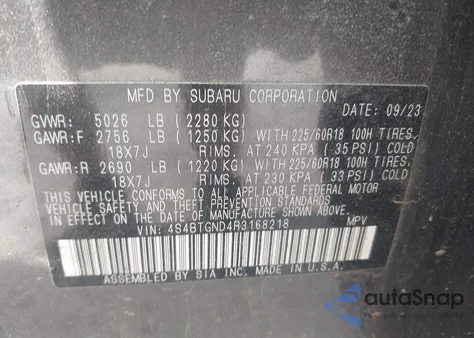 MFD BY SUBARU CORPORATION
DATE: 09/23
GVWR: 5026 LB (2280 KG)
GAWR:F 2756 LB (1250 KG) WITH 225/60R18 100H TIRES,
18X7J RIMS, AT 240 KPA (35 PSI) COLD
GAWR:R 2690 LB (1220 KG) WITH 225/60R18 100H TIRES,
18X7J RIMS, AT 230 KPA (33 PSI) COLD
THIS VEHICLE CONFORMS TO ALL APPLICABLE FEDERAL MOTOR
VEHICLE SAFETY, BUMPER, AND THEFT PREVENTION STANDARDS
IN EFFECT ON THE DATE OF MANUFACTURE SHOWN ABOVE.
VIN: 4S4BTGND4R3168218 MPV
ASSEMBLED BY SIA INC. MADE IN U.S.A.
autoSnap